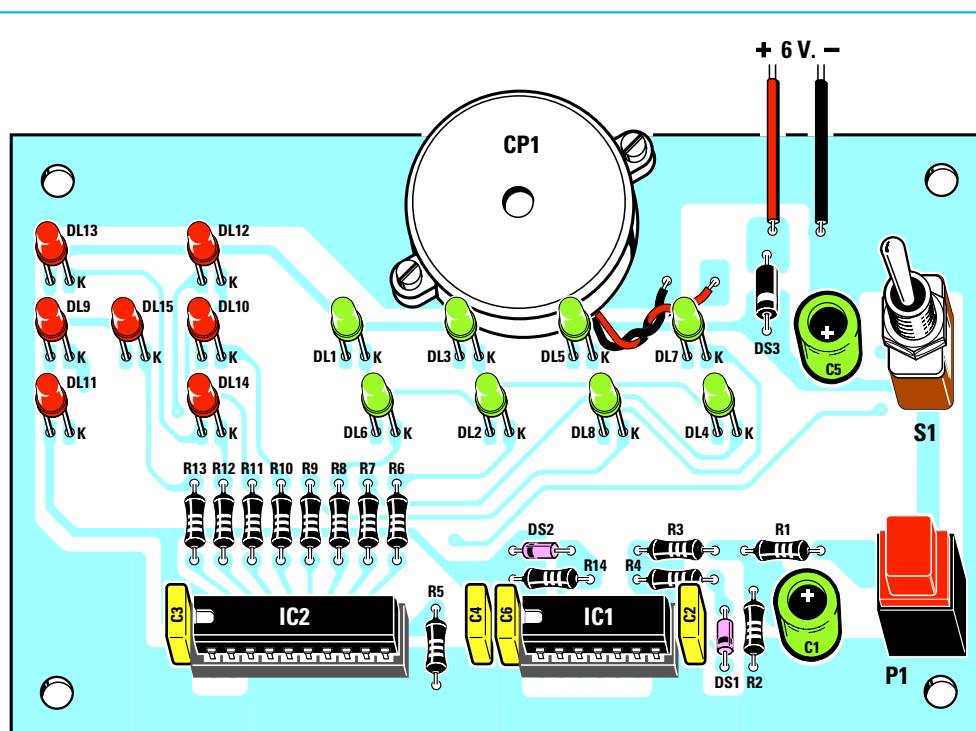 + 6 V. −
CP1
DL13
DL12
K
K
DL9
DL15
DL10
K
K
K
DL1
K
DL3
K
DL5
K
DL7
K
DS3
+
C5
DL11
DL14
K
K
DL6
K
DL2
K
DL8
K
DL4
K
S1
R13
R12
R11
R10
R9
R8
R7
R6
DS2
R3
R1
R14
R4
C3
IC2
R5
C4
C6
IC1
C2
+
C1
DS1
R2
P1